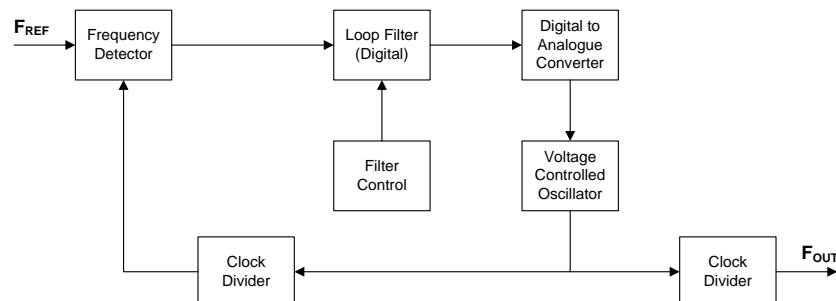 FREF
Frequency
Detector
Loop Filter
(Digital)
Digital to
Analogue
Converter
Filter
Control
Voltage
Controlled
Oscillator
Clock
Divider
Clock
Divider
FOUT